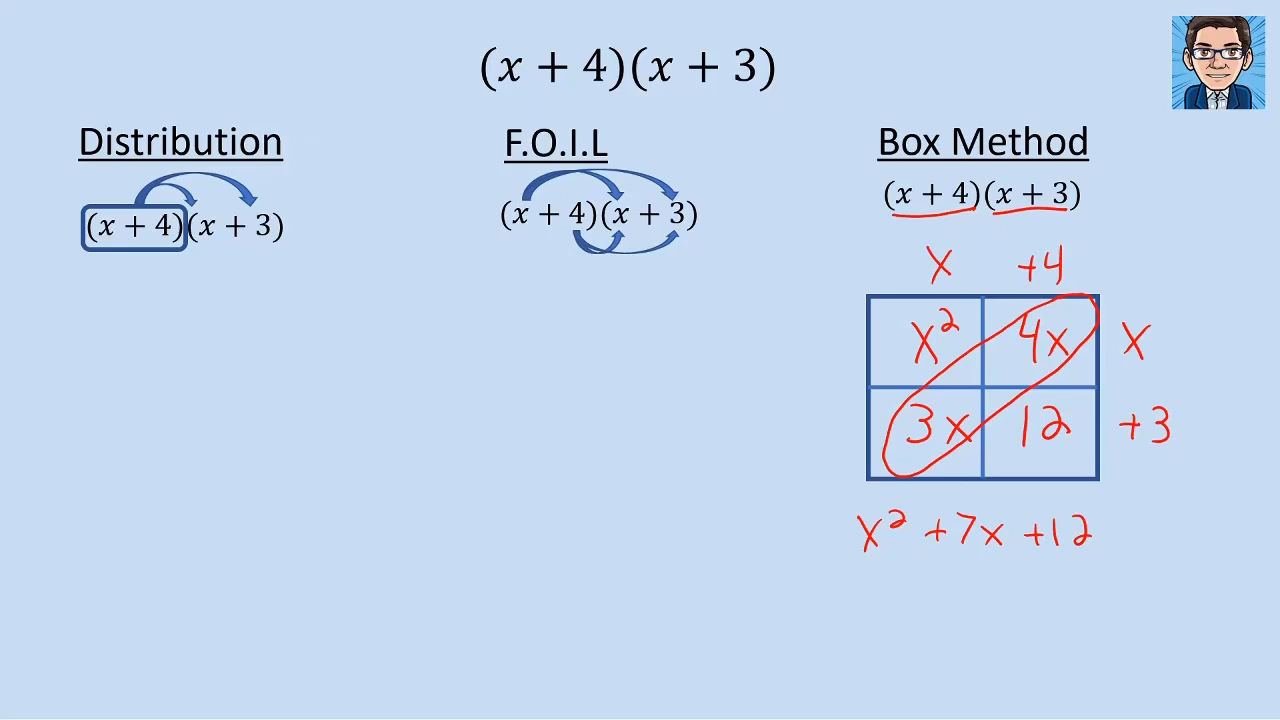 (x + 4)(x + 3)
Distribution
(x + 4)(x + 3)
F.O.I.L
(x + 4)(x + 3)
Box Method
(x + 4)(x + 3)
x +4
x² 4x x
3x 12 +3
x² +7x +12